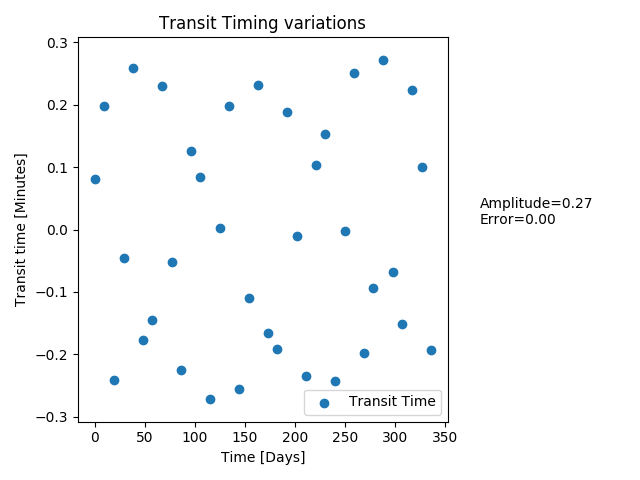 Transit Timing variations
0.3
0.2
0.1
0.0
−0.1
−0.2
−0.3
Transit time [Minutes]
Amplitude=0.27
Error=0.00
Transit Time
0
50
100
150
200
250
300
350
Time [Days]